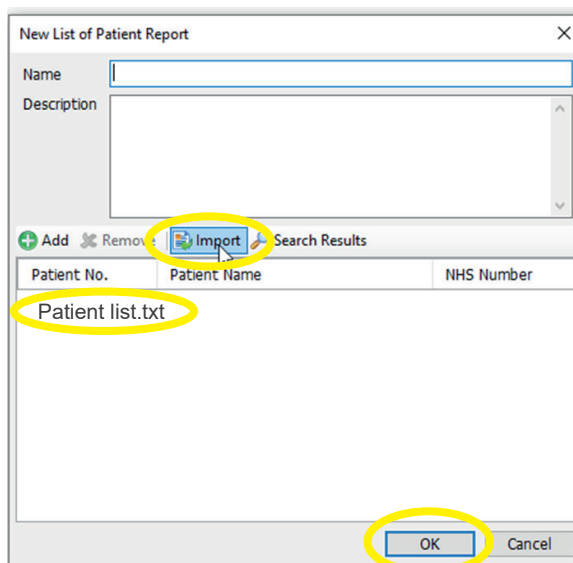 New List of Patient Report
Name
Description
Add Remove Import Search Results
Patient No. Patient Name NHS Number
Patient list.txt
OK Cancel